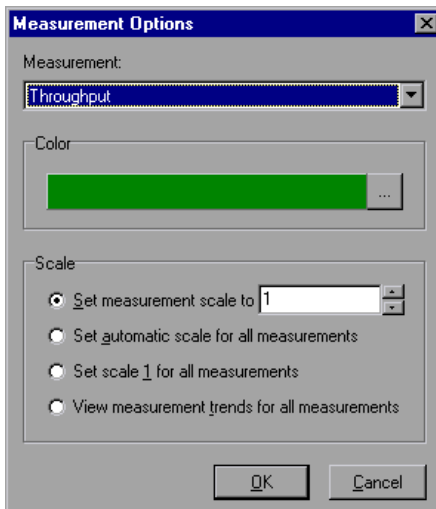 Measurement Options
Measurement:
Throughput
Color
...
Scale
Set measurement scale to 1
Set automatic scale for all measurements
Set scale 1 for all measurements
View measurement trends for all measurements
OK Cancel